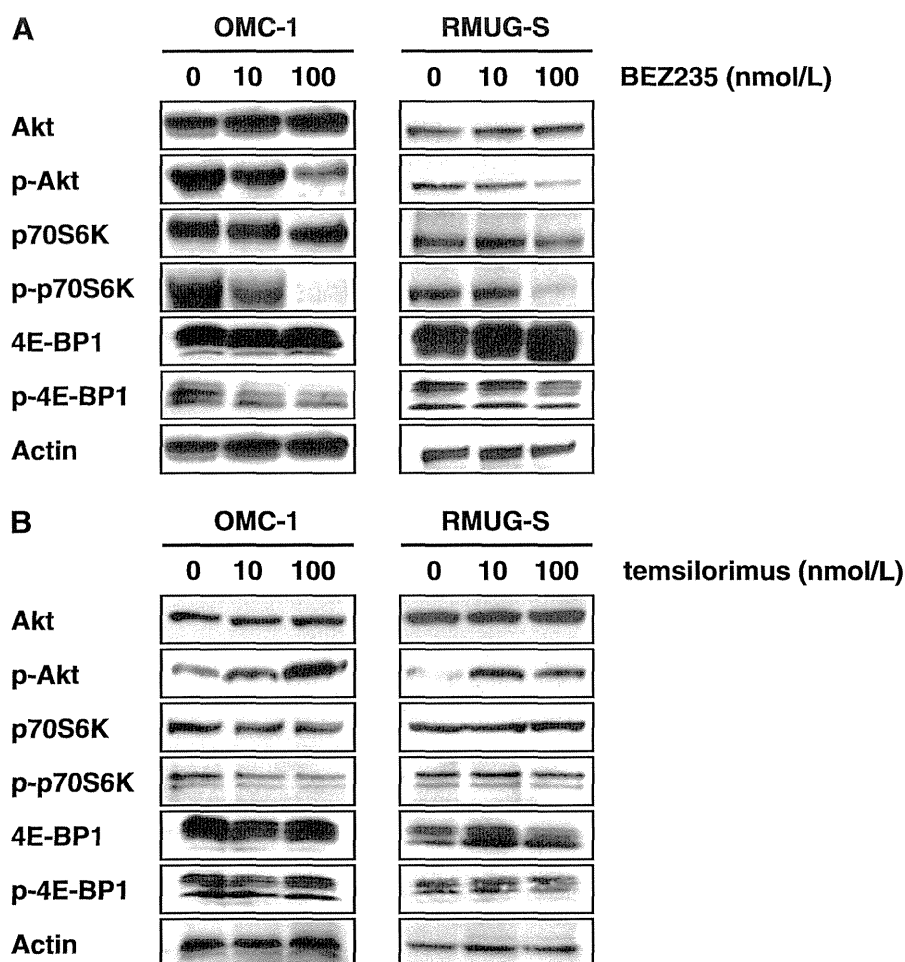 A
OMC-1 RMUG-S
0 10 100 0 10 100 BEZ235 (nmol/L)
Akt
p-Akt
p70S6K
p-p70S6K
4E-BP1
p-4E-BP1
Actin
B
OMC-1 RMUG-S
0 10 100 0 10 100 temsilorimus (nmol/L)
Akt
p-Akt
p70S6K
p-p70S6K
4E-BP1
p-4E-BP1
Actin